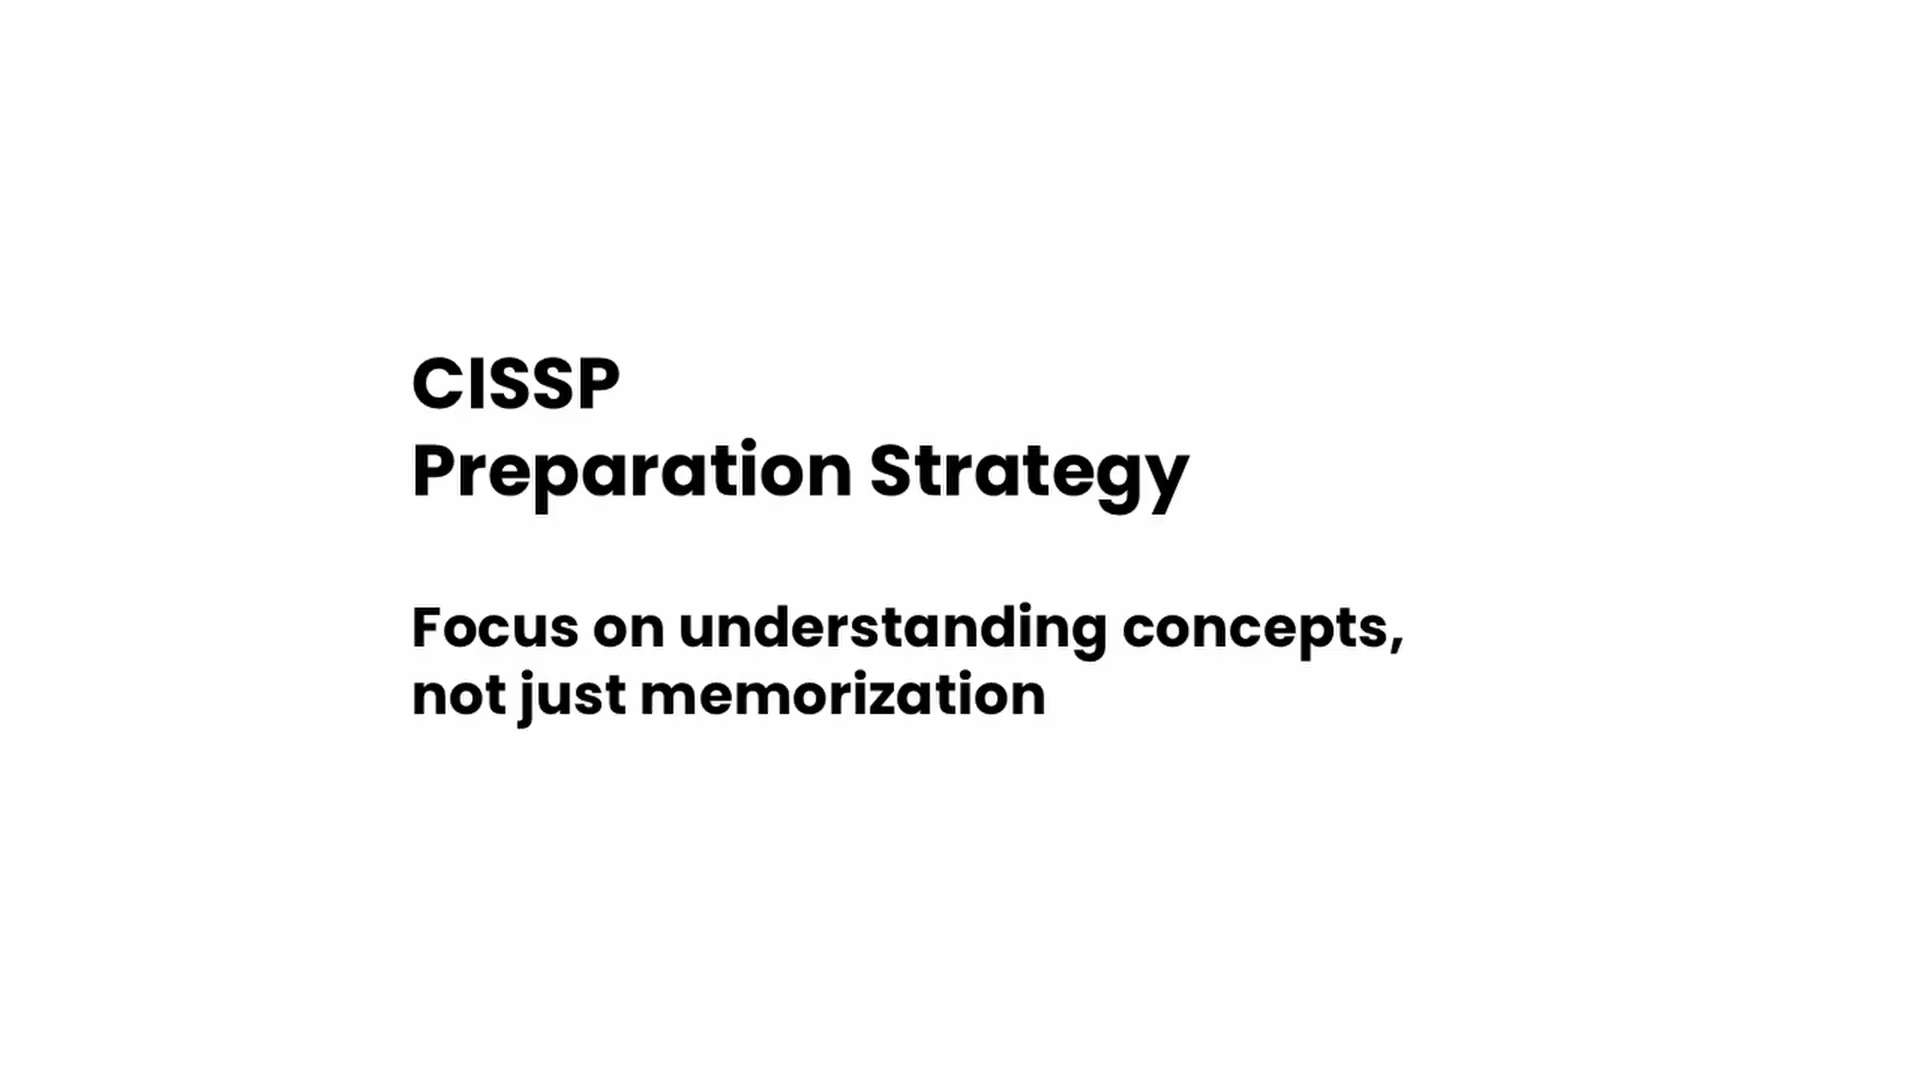 CISSP
Preparation Strategy
Focus on understanding concepts,
not just memorization